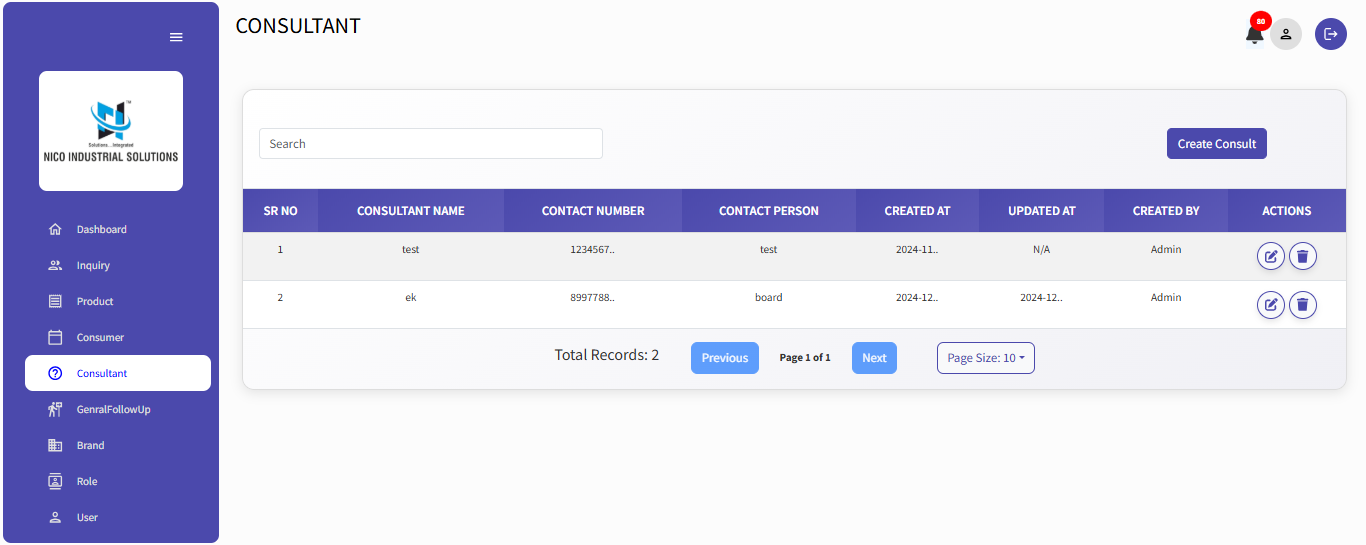 CONSULTANT
80
TM
Solutions...Integrated
NICO INDUSTRIAL SOLUTIONS
Dashboard
Inquiry
Product
Consumer
Consultant
GenralFollowUp
Brand
Role
User
Search
Create Consult
SR NO CONSULTANT NAME CONTACT NUMBER CONTACT PERSON CREATED AT UPDATED AT CREATED BY ACTIONS
1 test 1234567.. test 2024-11.. N/A Admin
2 ek 8997788.. board 2024-12.. 2024-12.. Admin
Total Records: 2 Previous Page 1 of 1 Next Page Size: 10